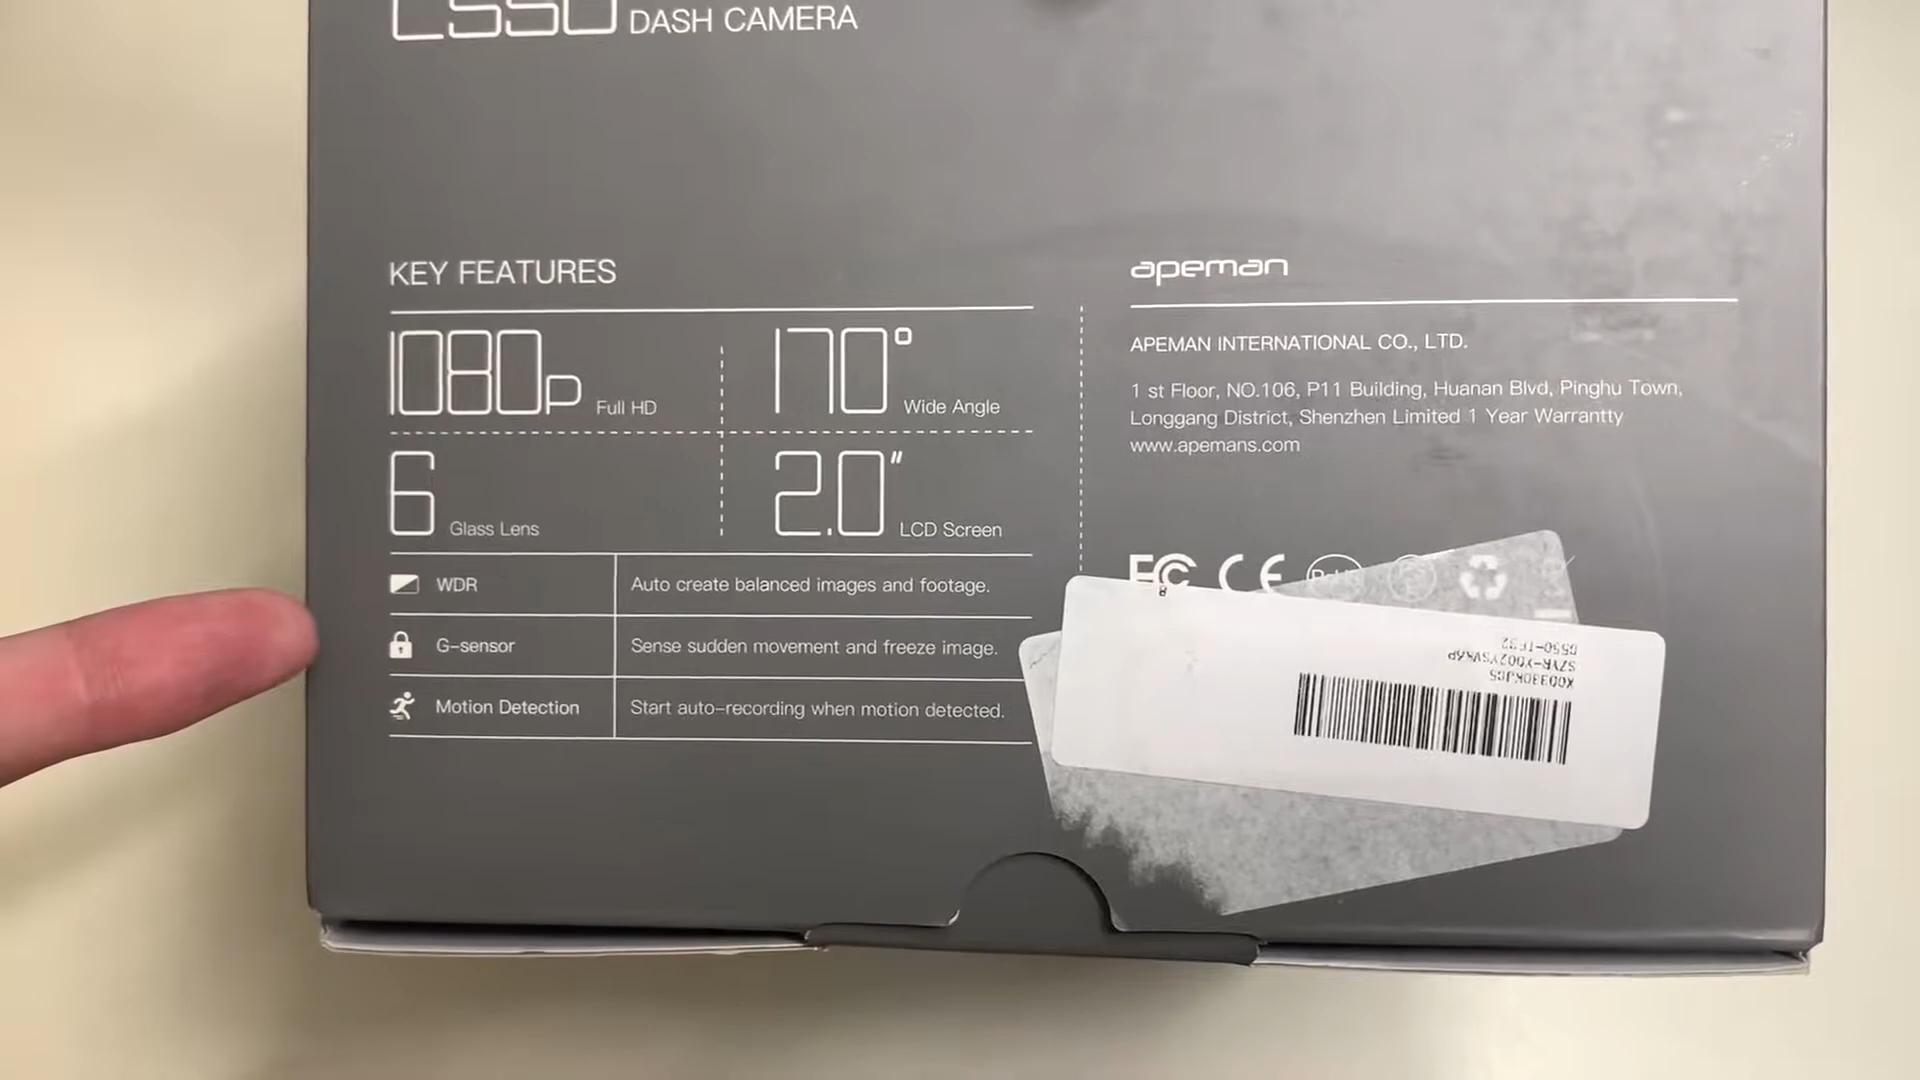 C550 DASH CAMERA
KEY FEATURES
1080P Full HD
170° Wide Angle
6 Glass Lens
2.0" LCD Screen
WDR Auto create balanced images and footage.
G-sensor Sense sudden movement and freeze image.
Motion Detection Start auto-recording when motion detected.
apeman
APEMAN INTERNATIONAL CO., LTD.
1 st Floor, NO.106, P11 Building, Huanan Blvd, Pinghu Town,
Longgang District, Shenzhen Limited 1 Year Warrantty
www.apemans.com
FC CE RoHS